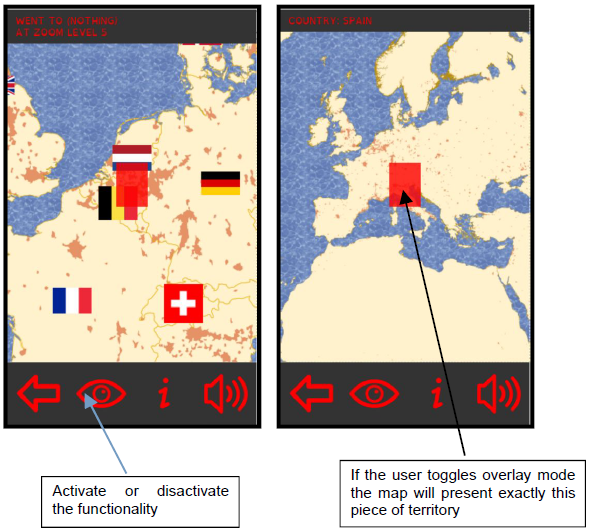 WENT TO (NOTHING)
AT ZOOM LEVEL 5
COUNTRY: SPAIN
i
i
Activate or disactivate
the functionality
If the user toggles overlay mode
the map will present exactly this
piece of territory